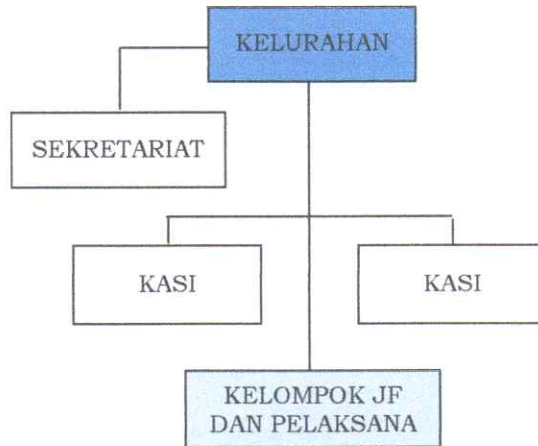 KELURAHAN
SEKRETARIAT
KASI
KASI
KELOMPOK JF
DAN PELAKSANA